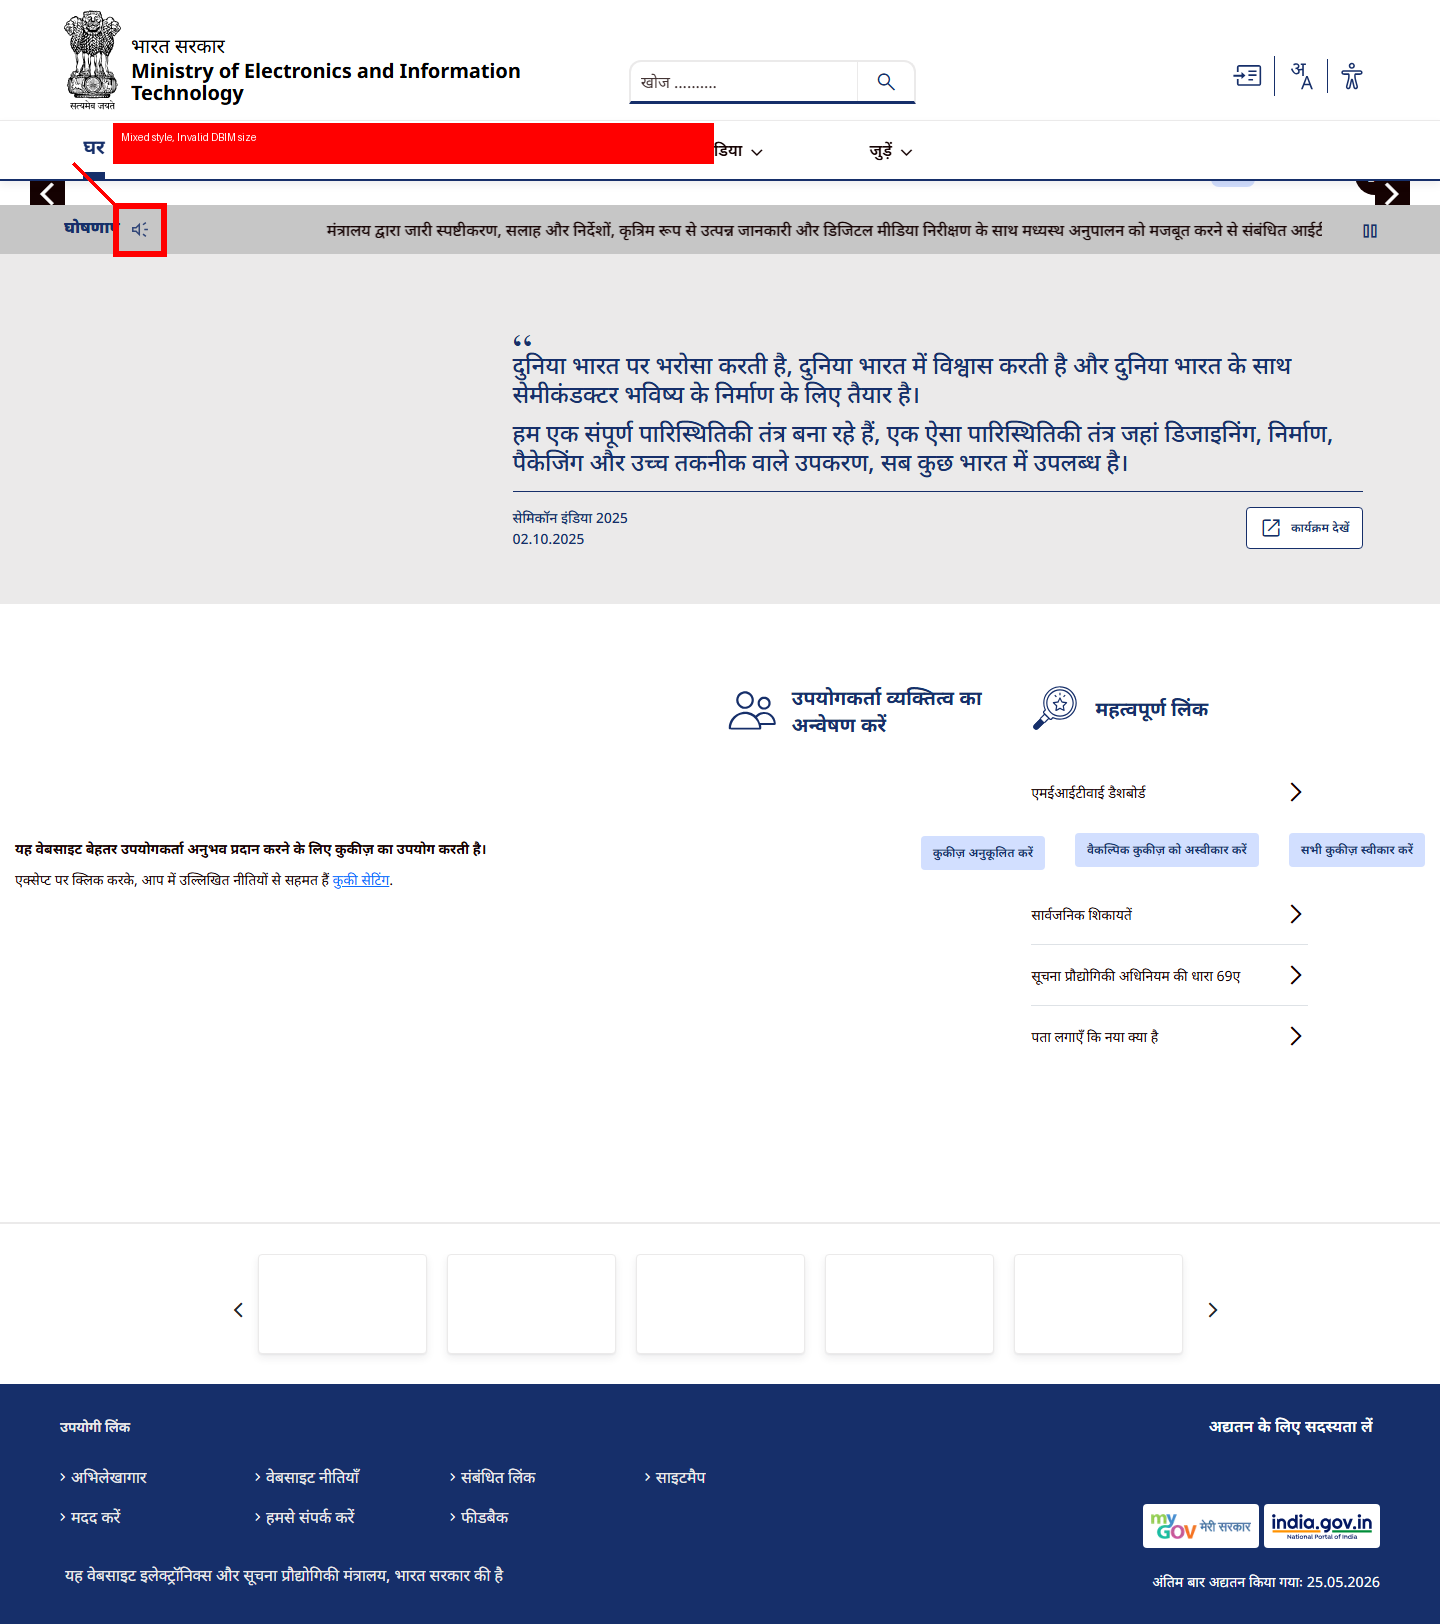 भारत सरकार
Ministry of Electronics and Information
Technology
सत्यमेव जयते
खोज ..........
अ
A
घर
Mixed style, Invalid DBIM size
डिया
जुड़ें
मंत्रालय द्वारा जारी स्पष्टीकरण, सलाह और निर्देशों, कृत्रिम रूप से उत्पन्न जानकारी और डिजिटल मीडिया निरीक्षण के साथ मध्यस्थ अनुपालन को मजबूत करने से संबंधित
“
दुनिया भारत पर भरोसा करती है, दुनिया भारत में विश्वास करती है और दुनिया भारत के साथ
सेमीकंडक्टर भविष्य के निर्माण के लिए तैयार है।
हम एक संपूर्ण पारिस्थितिकी तंत्र बना रहे हैं, एक ऐसा पारिस्थितिकी तंत्र जहां डिजाइनिंग, निर्माण,
पैकेजिंग और उच्च तकनीक वाले उपकरण, सब कुछ भारत में उपलब्ध है।
सेमिकॉन इंडिया 2025
02.10.2025
कार्यक्रम देखें
उपयोगकर्ता व्यक्तित्व का
अन्वेषण करें
महत्वपूर्ण लिंक
एमईआईटीवाई डैशबोर्ड
यह वेबसाइट बेहतर उपयोगकर्ता अनुभव प्रदान करने के लिए कुकीज़ का उपयोग करती है।
एक्सेप्ट पर क्लिक करके, आप में उल्लिखित नीतियों से सहमत हैं कुकी सेटिंग.
कुकीज़ अनुकूलित करें
वैकल्पिक कुकीज़ को अस्वीकार करें
सभी कुकीज़ स्वीकार करें
सार्वजनिक शिकायतें
सूचना प्रौद्योगिकी अधिनियम की धारा 69ए
पता लगाएँ कि नया क्या है
उपयोगी लिंक
अद्यतन के लिए सदस्यता लें
अभिलेखागार
वेबसाइट नीतियाँ
संबंधित लिंक
साइटमैप
मदद करें
हमसे संपर्क करें
फीडबैक
my
GOV मेरी सरकार
india.gov.in
National Portal of India
यह वेबसाइट इलेक्ट्रॉनिक्स और सूचना प्रौद्योगिकी मंत्रालय, भारत सरकार की है
अंतिम बार अद्यतन किया गयाः 25.05.2026